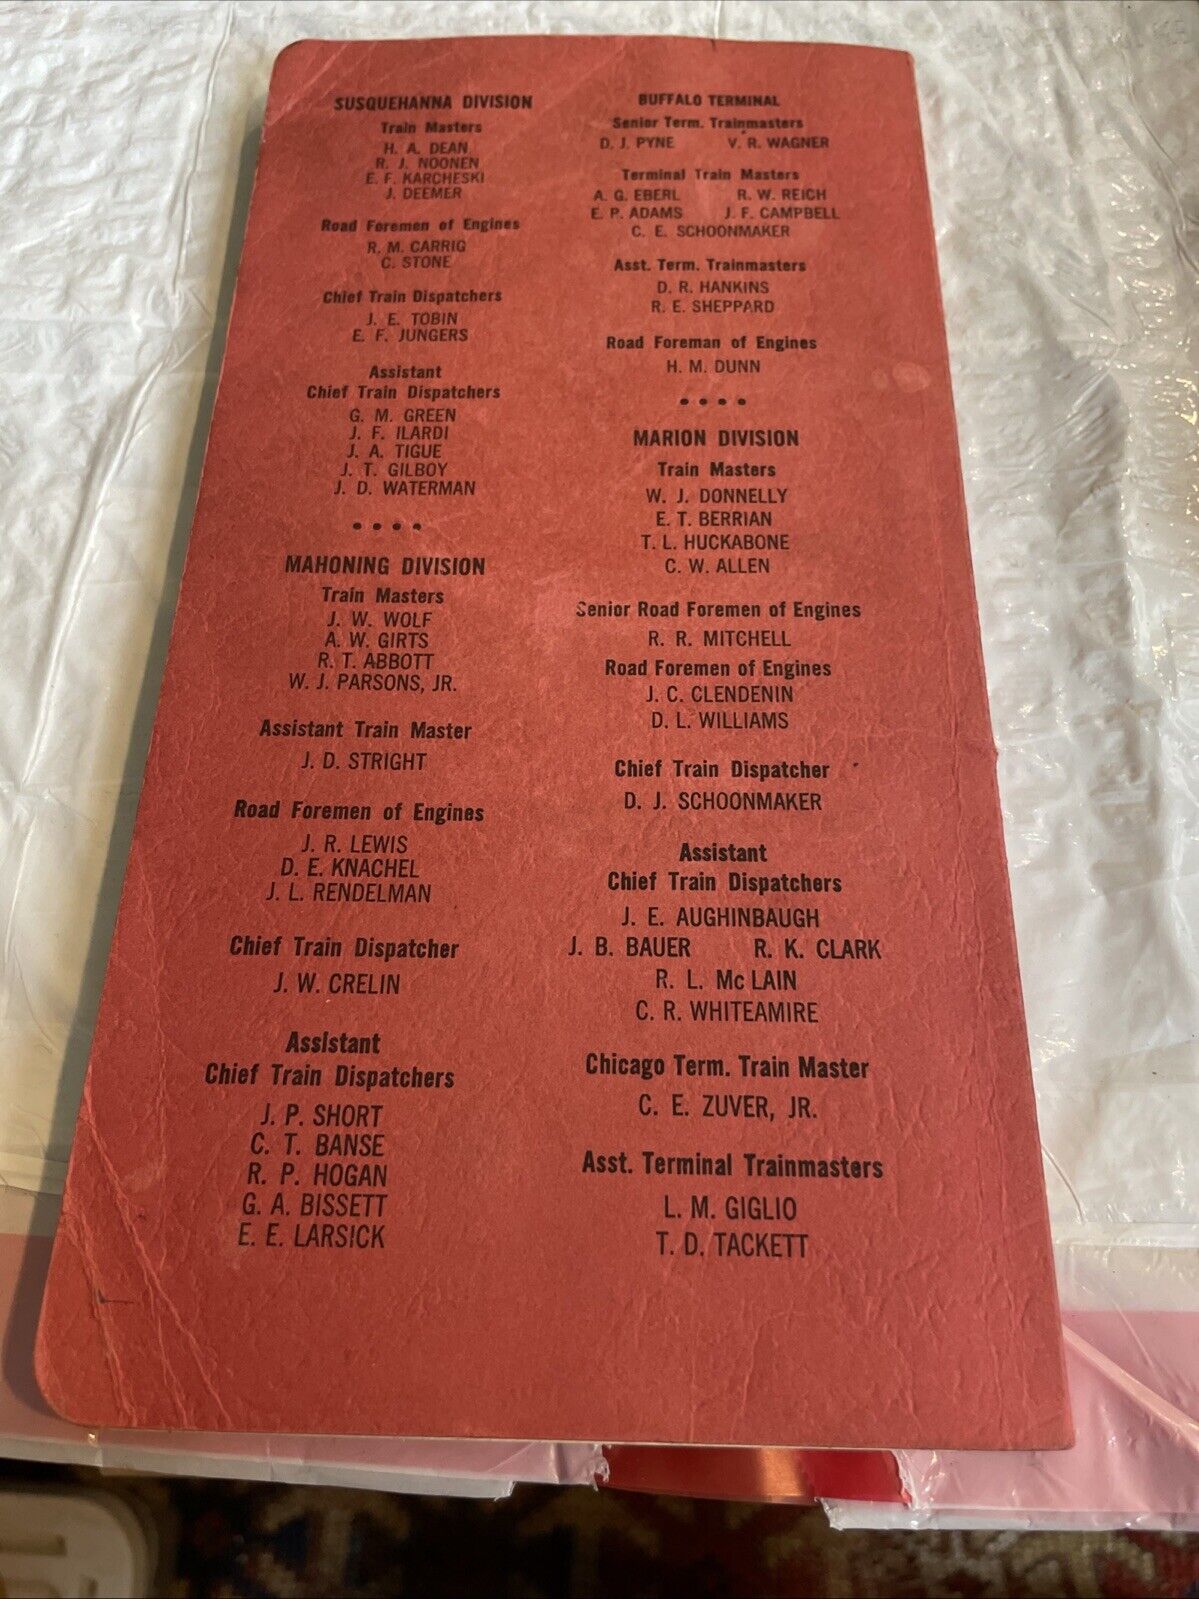 SUSQUEHANNA DIVISION
Train Masters
H. A. DEAN
R. J. NOONEN
E. F. KARCHESKI
J. DEEMER
Road Foremen of Engines
R. M. CARRIG
C. STONE
Chief Train Dispatchers
J. E. TOBIN
E. F. JUNGERS
Assistant
Chief Train Dispatchers
G. M. GREEN
J. F. ILARDI
J. A. TIGUE
J. T. GILBOY
J. D. WATERMAN
• • • •
MAHONING DIVISION
Train Masters
J. W. WOLF
A. W. GIRTS
R. T. ABBOTT
W. J. PARSONS, JR.
Assistant Train Master
J. D. STRIGHT
Road Foremen of Engines
J. R. LEWIS
D. E. KNACHEL
J. L. RENDELMAN
Chief Train Dispatcher
J. W. CRELIN
Assistant
Chief Train Dispatchers
J. P. SHORT
C. T. BANSE
R. P. HOGAN
G. A. BISSETT
E. E. LARSICK
BUFFALO TERMINAL
Senior Term. Trainmasters
D. J. PYNE V. R. WAGNER
Terminal Train Masters
A. G. EBERL R. W. REICH
E. P. ADAMS J. F. CAMPBELL
C. E. SCHOONMAKER
Asst. Term. Trainmasters
D. R. HANKINS
R. E. SHEPPARD
Road Foreman of Engines
H. M. DUNN
• • • •
MARION DIVISION
Train Masters
W. J. DONNELLY
E. T. BERRIAN
T. L. HUCKABONE
C. W. ALLEN
Senior Road Foremen of Engines
R. R. MITCHELL
Road Foremen of Engines
J. C. CLENDENIN
D. L. WILLIAMS
Chief Train Dispatcher
D. J. SCHOONMAKER
Assistant
Chief Train Dispatchers
J. E. AUGHINBAUGH
J. B. BAUER R. K. CLARK
R. L. Mc LAIN
C. R. WHITEAMIRE
Chicago Term. Train Master
C. E. ZUVER, JR.
Asst. Terminal Trainmasters
L. M. GIGLIO
T. D. TACKETT